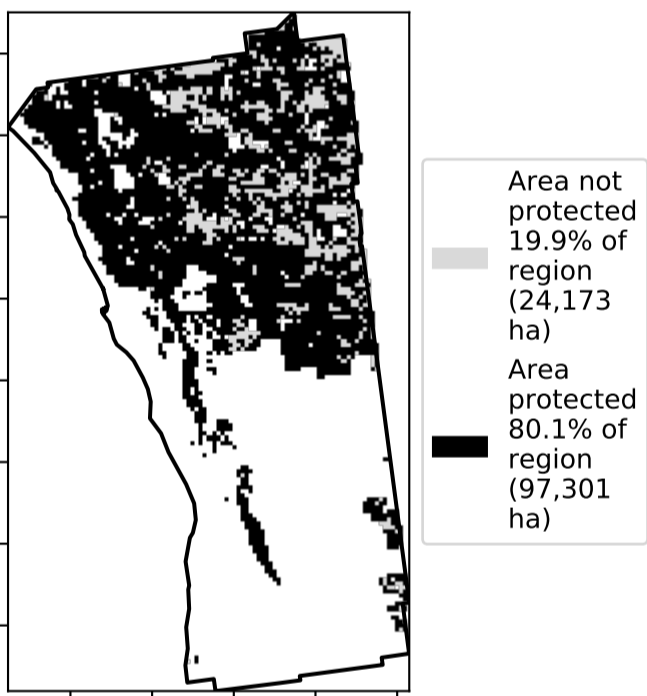 Area not
protected
19.9% of
region
(24,173
ha)
Area
protected
80.1% of
region
(97,301
ha)